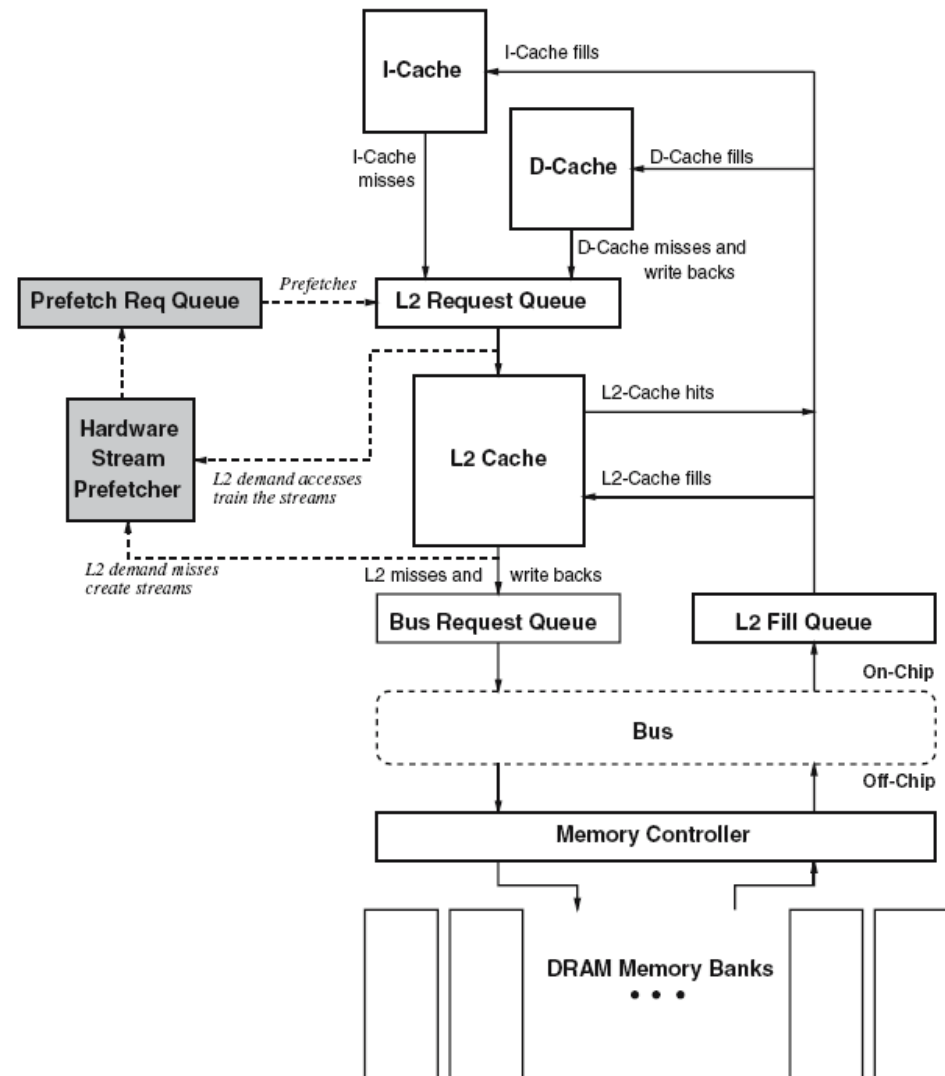 I-Cache
I-Cache fills
I-Cache
misses
D-Cache
D-Cache fills
D-Cache misses and
write backs
Prefetch Req Queue
Prefetches
L2 Request Queue
Hardware
Stream
Prefetcher
L2 demand accesses
train the streams
L2 Cache
L2-Cache hits
L2-Cache fills
L2 demand misses
create streams
L2 misses and write backs
Bus Request Queue
L2 Fill Queue
On-Chip
Bus
Off-Chip
Memory Controller
DRAM Memory Banks
• • •